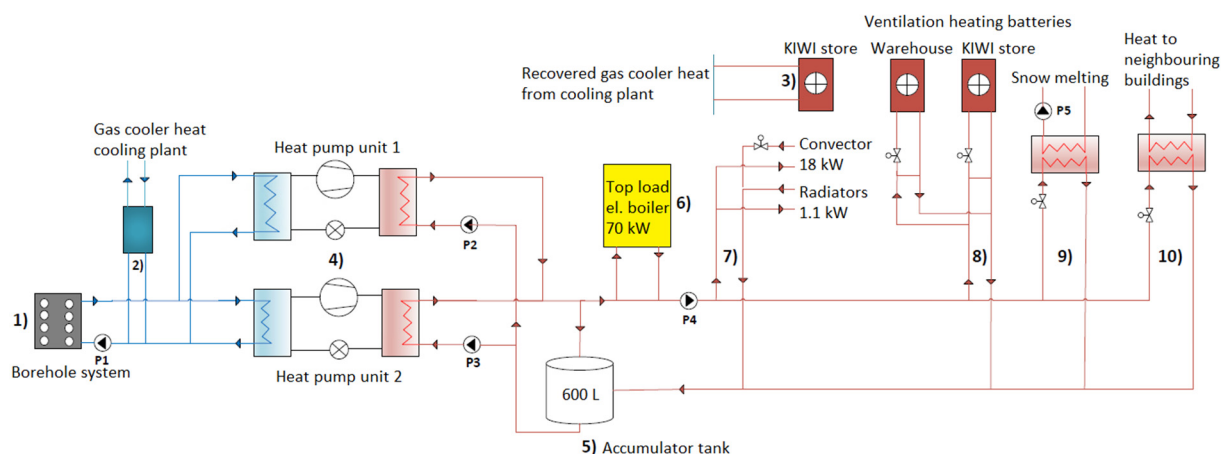 Ventilation heating batteries
KIWI store
Warehouse
KIWI store
Heat to
neighbouring
buildings
Recovered gas cooler heat
from cooling plant
3)
Snow melting
P5
Gas cooler heat
cooling plant
Heat pump unit 1
Convector
18 kW
Radiators
1.1 kW
Top load
el. boiler
70 kW
6)
P2
2)
4)
7)
8)
9)
10)
1)
P1
P3
P4
Borehole system
Heat pump unit 2
600 L
5) Accumulator tank